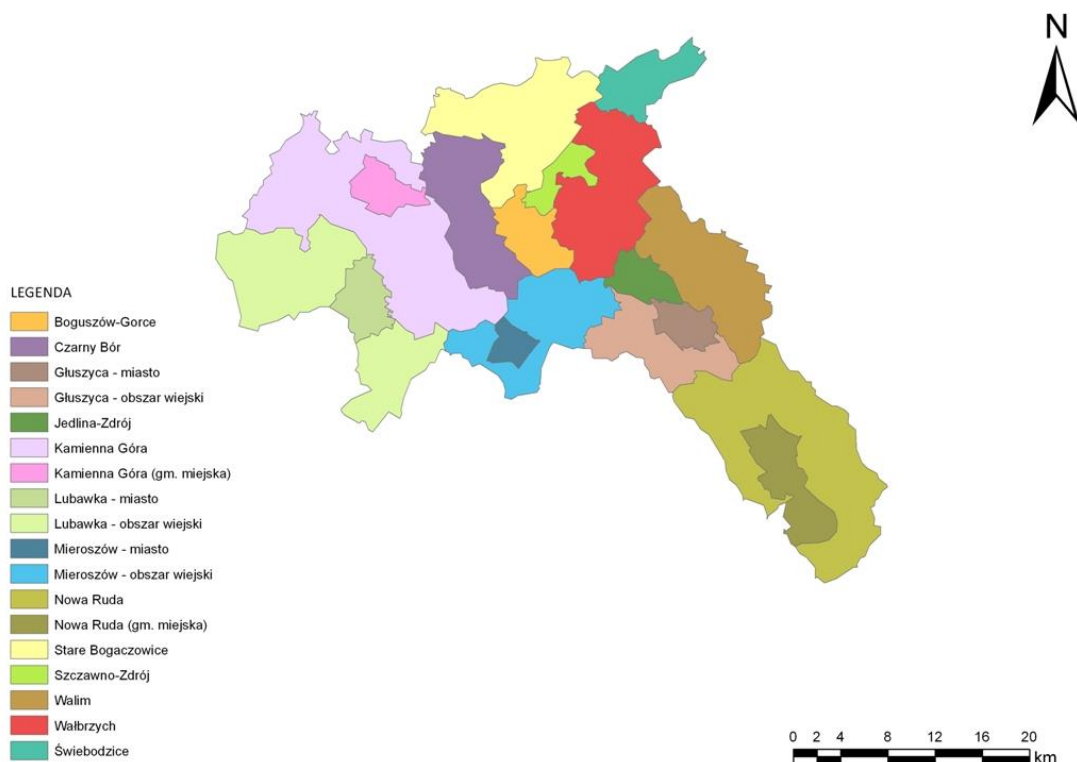 N
LEGENDA
Boguszów-Gorce
Czarny Bór
Głuszyca - miasto
Głuszyca - obszar wiejski
Jedlina-Zdrój
Kamienna Góra
Kamienna Góra (gm. miejska)
Lubawka - miasto
Lubawka - obszar wiejski
Mieroszów - miasto
Mieroszów - obszar wiejski
Nowa Ruda
Nowa Ruda (gm. miejska)
Stare Bogaczowice
Szczawno-Zdrój
Walim
Wałbrzych
Świebodzice
0 2 4 8 12 16 20
km